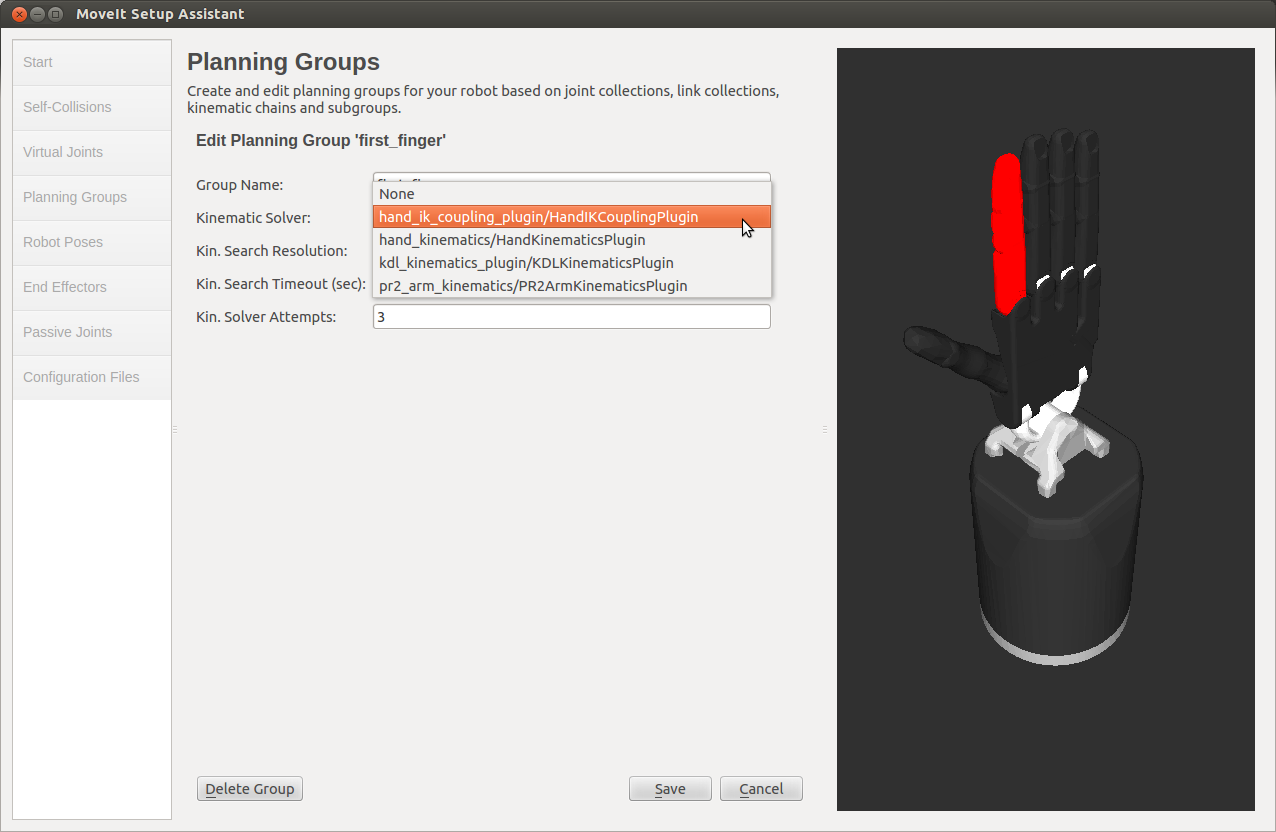 MoveIt Setup Assistant
Start
Self-Collisions
Virtual Joints
Planning Groups
Robot Poses
End Effectors
Passive Joints
Configuration Files
Planning Groups
Create and edit planning groups for your robot based on joint collections, link collections,
kinematic chains and subgroups.
Edit Planning Group 'first_finger'
Group Name:
Kinematic Solver:
Kin. Search Resolution:
Kin. Search Timeout (sec):
Kin. Solver Attempts:
None
hand_ik_coupling_plugin/HandIKCouplingPlugin
hand_kinematics/HandKinematicsPlugin
kdl_kinematics_plugin/KDLKinematicsPlugin
pr2_arm_kinematics/PR2ArmKinematicsPlugin
3
Delete Group
Save
Cancel